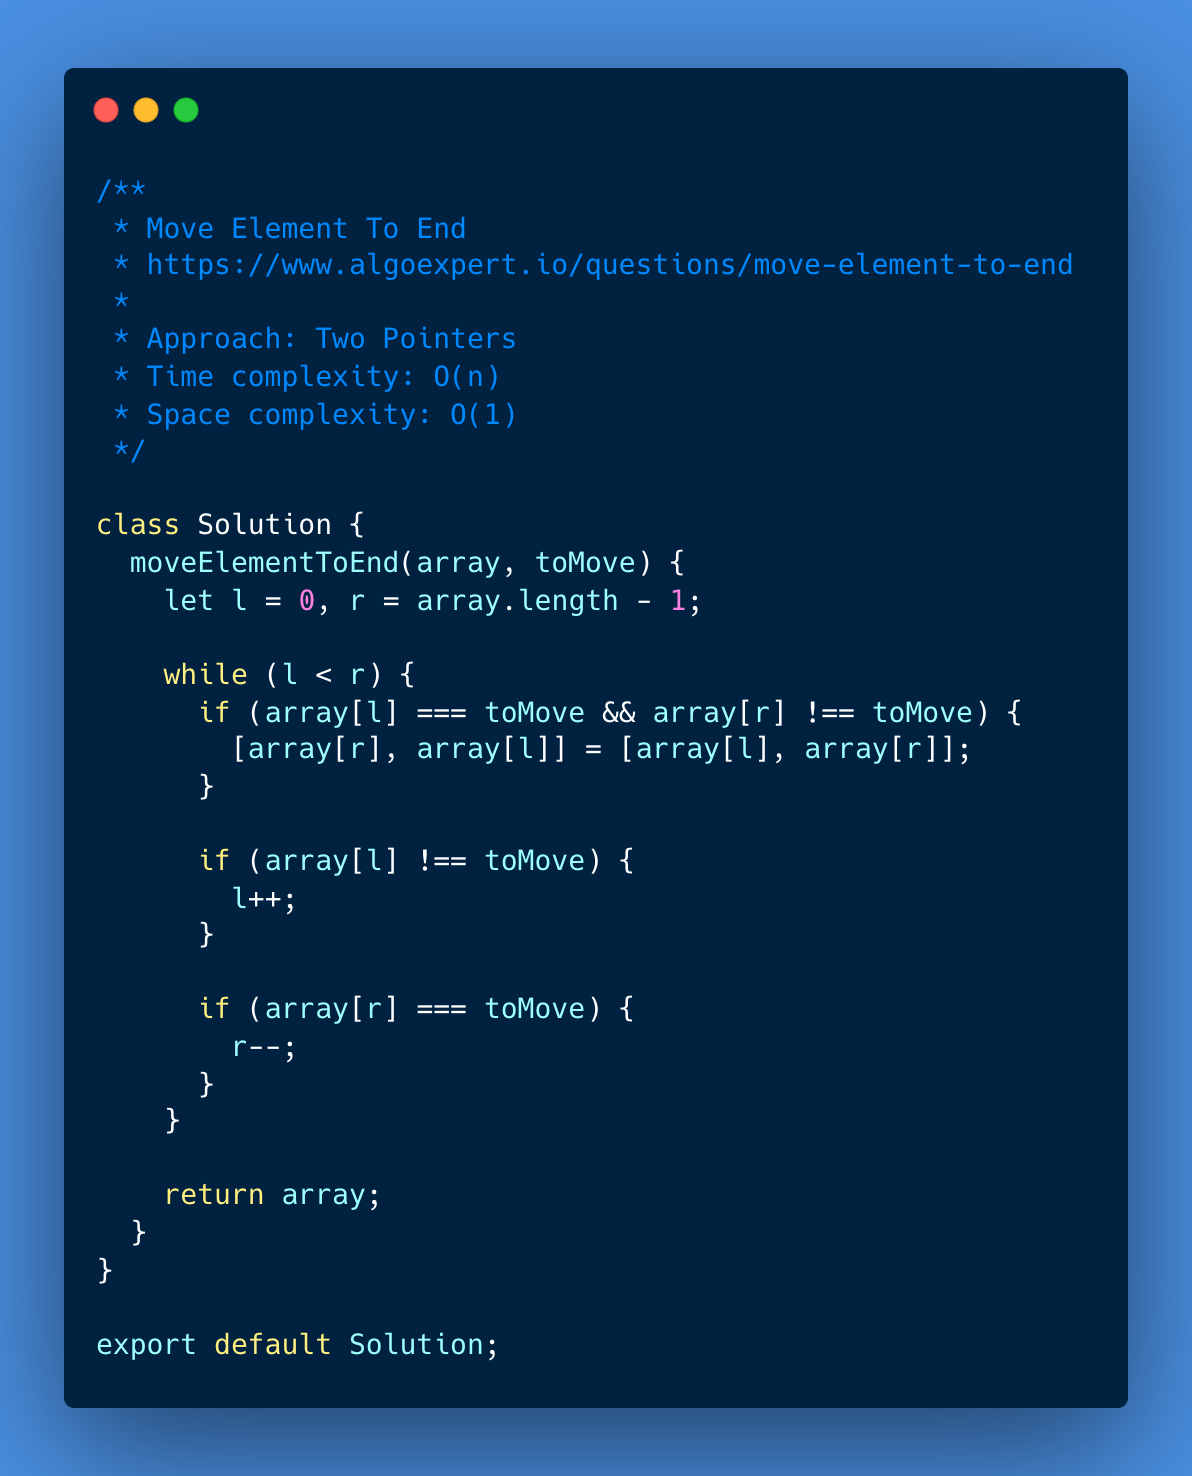 /**
 * Move Element To End
 * https://www.algoexpert.io/questions/move-element-to-end
 *
 * Approach: Two Pointers
 * Time complexity: O(n)
 * Space complexity: O(1)
 */

class Solution {
  moveElementToEnd(array, toMove) {
    let l = 0, r = array.length - 1;

    while (l < r) {
      if (array[l] === toMove && array[r] !== toMove) {
        [array[r], array[l]] = [array[l], array[r]];
      }

      if (array[l] !== toMove) {
        l++;
      }

      if (array[r] === toMove) {
        r--;
      }
    }

    return array;
  }
}

export default Solution;